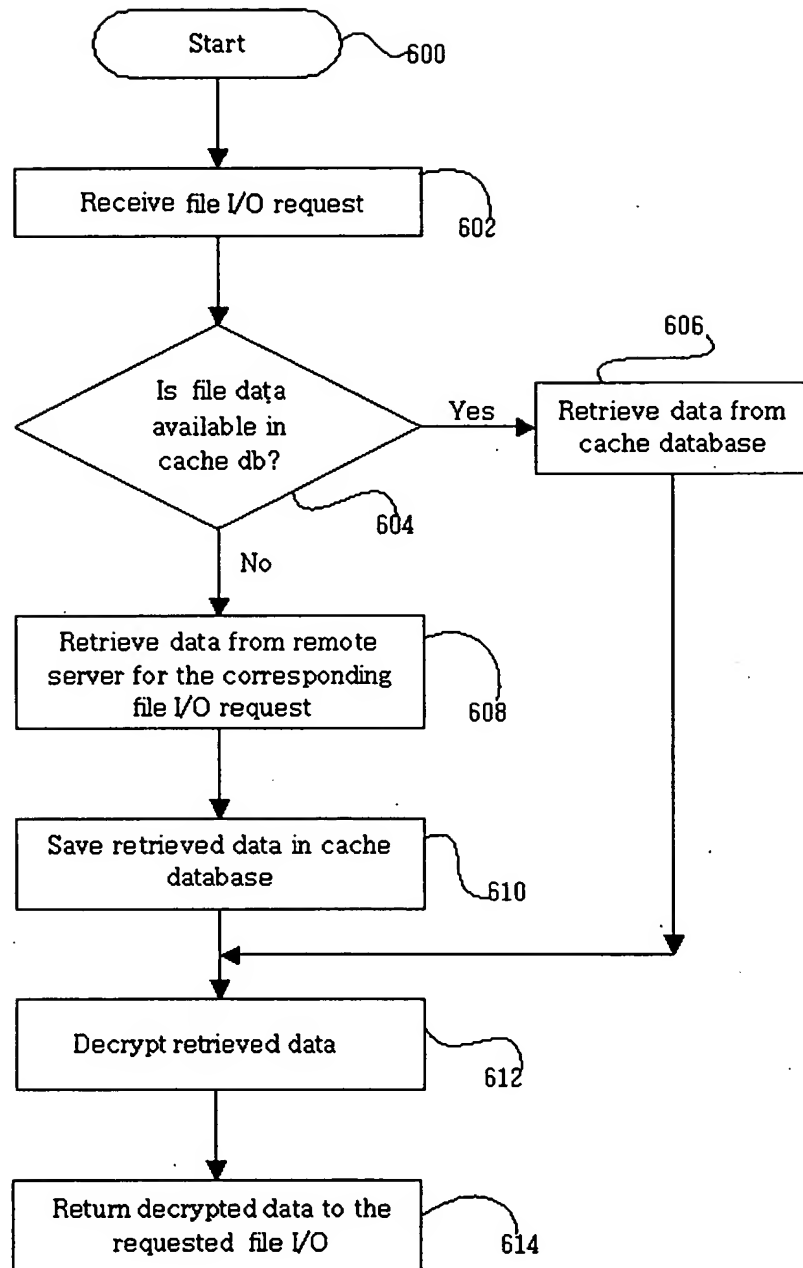 Start
600
Receive file I/O request
602
Is file data
available in
cache db?
604
Yes
606
Retrieve data from
cache database
No
Retrieve data from remote
server for the corresponding
file I/O request
608
Save retrieved data in cache
database
610
Decrypt retrieved data
612
Return decrypted data to the
requested file I/O
614